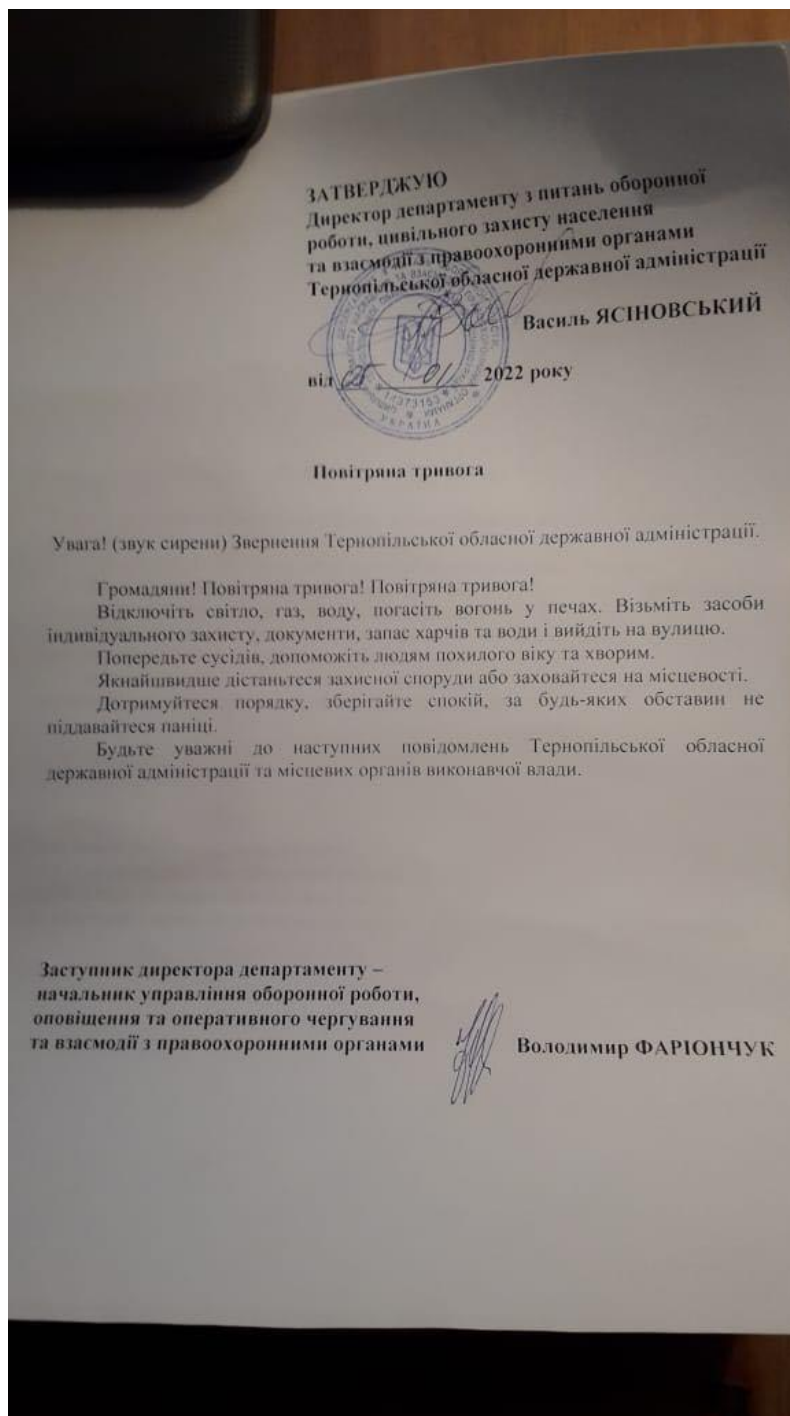 ЗАТВЕРДЖУЮ
Директор департаменту з питань оборонної
роботи, цивільного захисту населення
та взаємодії з правоохоронними органами
Тернопільської обласної державної адміністрації
Василь ЯСІНОВСЬКИЙ
від 01 2022 року
14373153
УКРАЇНА
Повітряна тривога
Увага! (звук сирени) Звернення Тернопільської обласної державної адміністрації.
Громадяни! Повітряна тривога! Повітряна тривога!
Відключіть світло, газ, воду, погасіть вогонь у печах. Візьміть засоби
індивідуального захисту, документи, запас харчів та води і вийдіть на вулицю.
Попередьте сусідів, допоможіть людям похилого віку та хворим.
Якнайшвидше дістаньтеся захисної споруди або заховайтеся на місцевості.
Дотримуйтеся порядку, зберігайте спокій, за будь-яких обставин не
піддавайтеся паніці.
Будьте уважні до наступних повідомлень Тернопільської обласної
державної адміністрації та місцевих органів виконавчої влади.
Заступник директора департаменту –
начальник управління оборонної роботи,
оповіщення та оперативного чергування
та взаємодії з правоохоронними органами
Володимир ФАРІОНЧУК